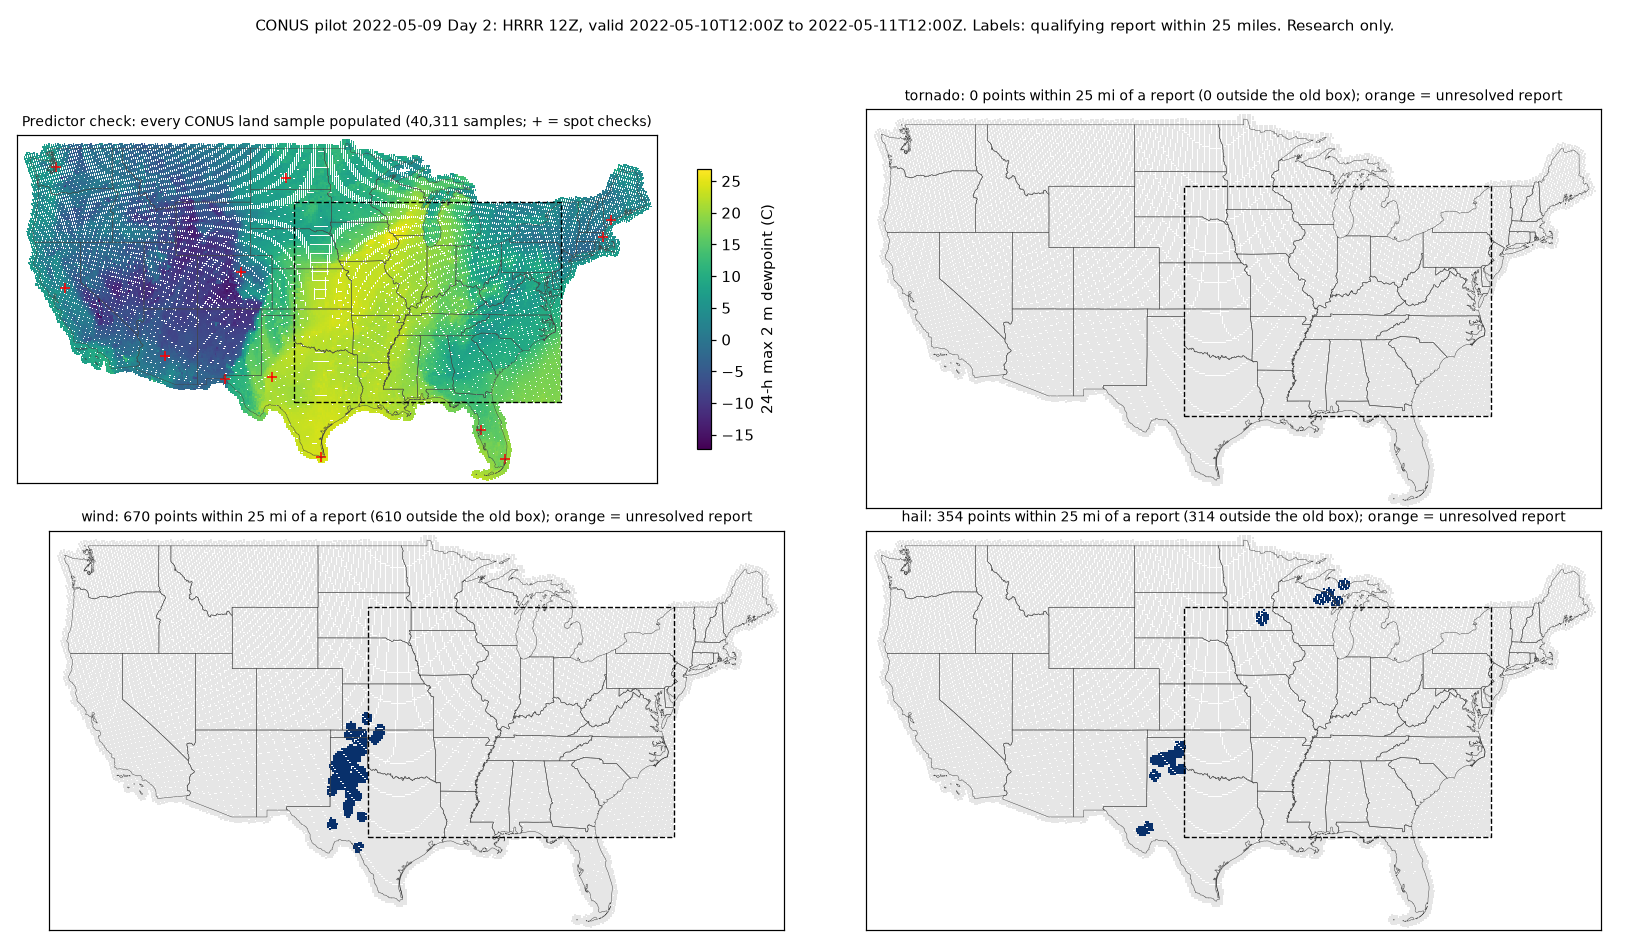 CONUS pilot 2022-05-09 Day 2: HRRR 12Z, valid 2022-05-10T12:00Z to 2022-05-11T12:00Z. Labels: qualifying report within 25 miles. Research only.
Predictor check: every CONUS land sample populated (40,311 samples; + = spot checks)
25
20
15
10
5
0
−5
−10
−15
24-h max 2 m dewpoint (C)
tornado: 0 points within 25 mi of a report (0 outside the old box); orange = unresolved report
wind: 670 points within 25 mi of a report (610 outside the old box); orange = unresolved report
hail: 354 points within 25 mi of a report (314 outside the old box); orange = unresolved report